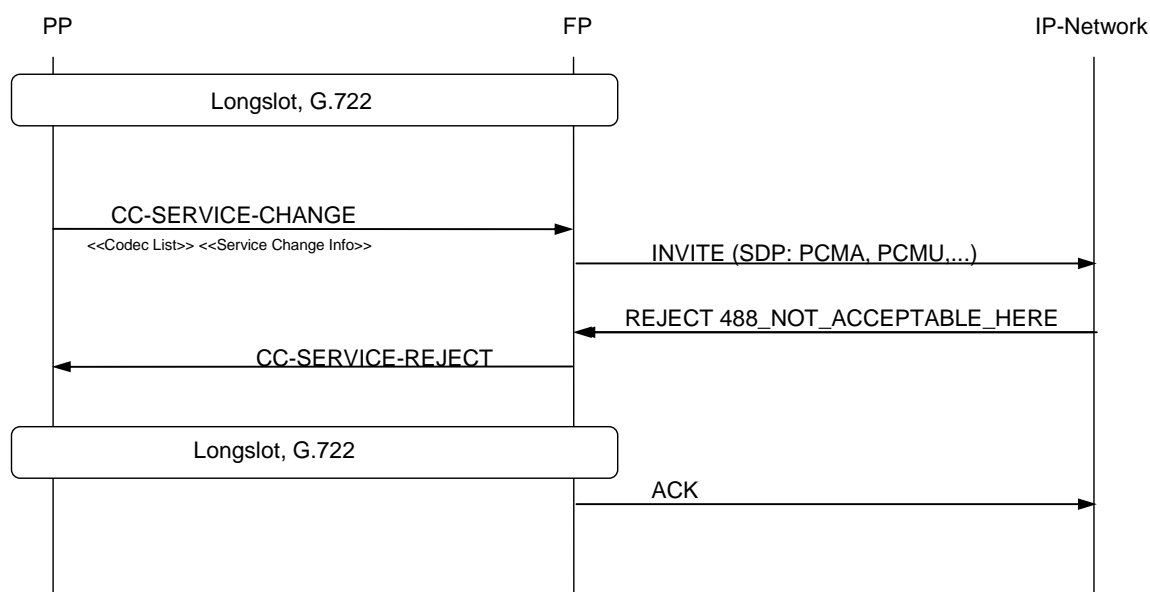 PP FP IP-Network
Longslot, G.722
CC-SERVICE-CHANGE
<<Codec List>> <<Service Change Info>>
INVITE (SDP: PCMA, PCMU,...)
REJECT 488_NOT_ACCEPTABLE_HERE
CC-SERVICE-REJECT
Longslot, G.722
ACK